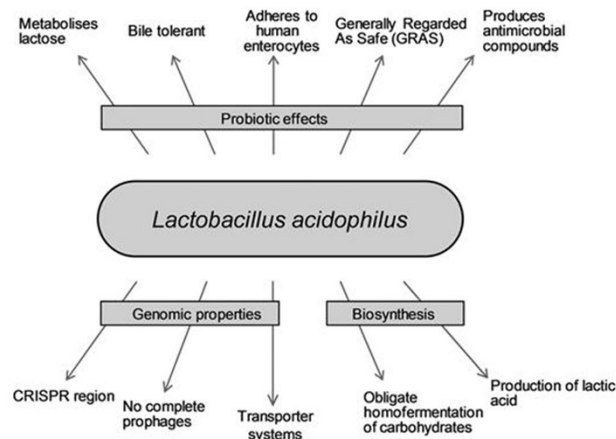 Metabolises
lactose
Bile tolerant
Adheres to
human
enterocytes
Generally Regarded
As Safe (GRAS)
Produces
antimicrobial
compounds
Probiotic effects
Lactobacillus acidophilus
Genomic properties
Biosynthesis
CRISPR region
No complete
prophages
Transporter
systems
Obligate
homofermentation
of carbohydrates
Production of lactic
acid